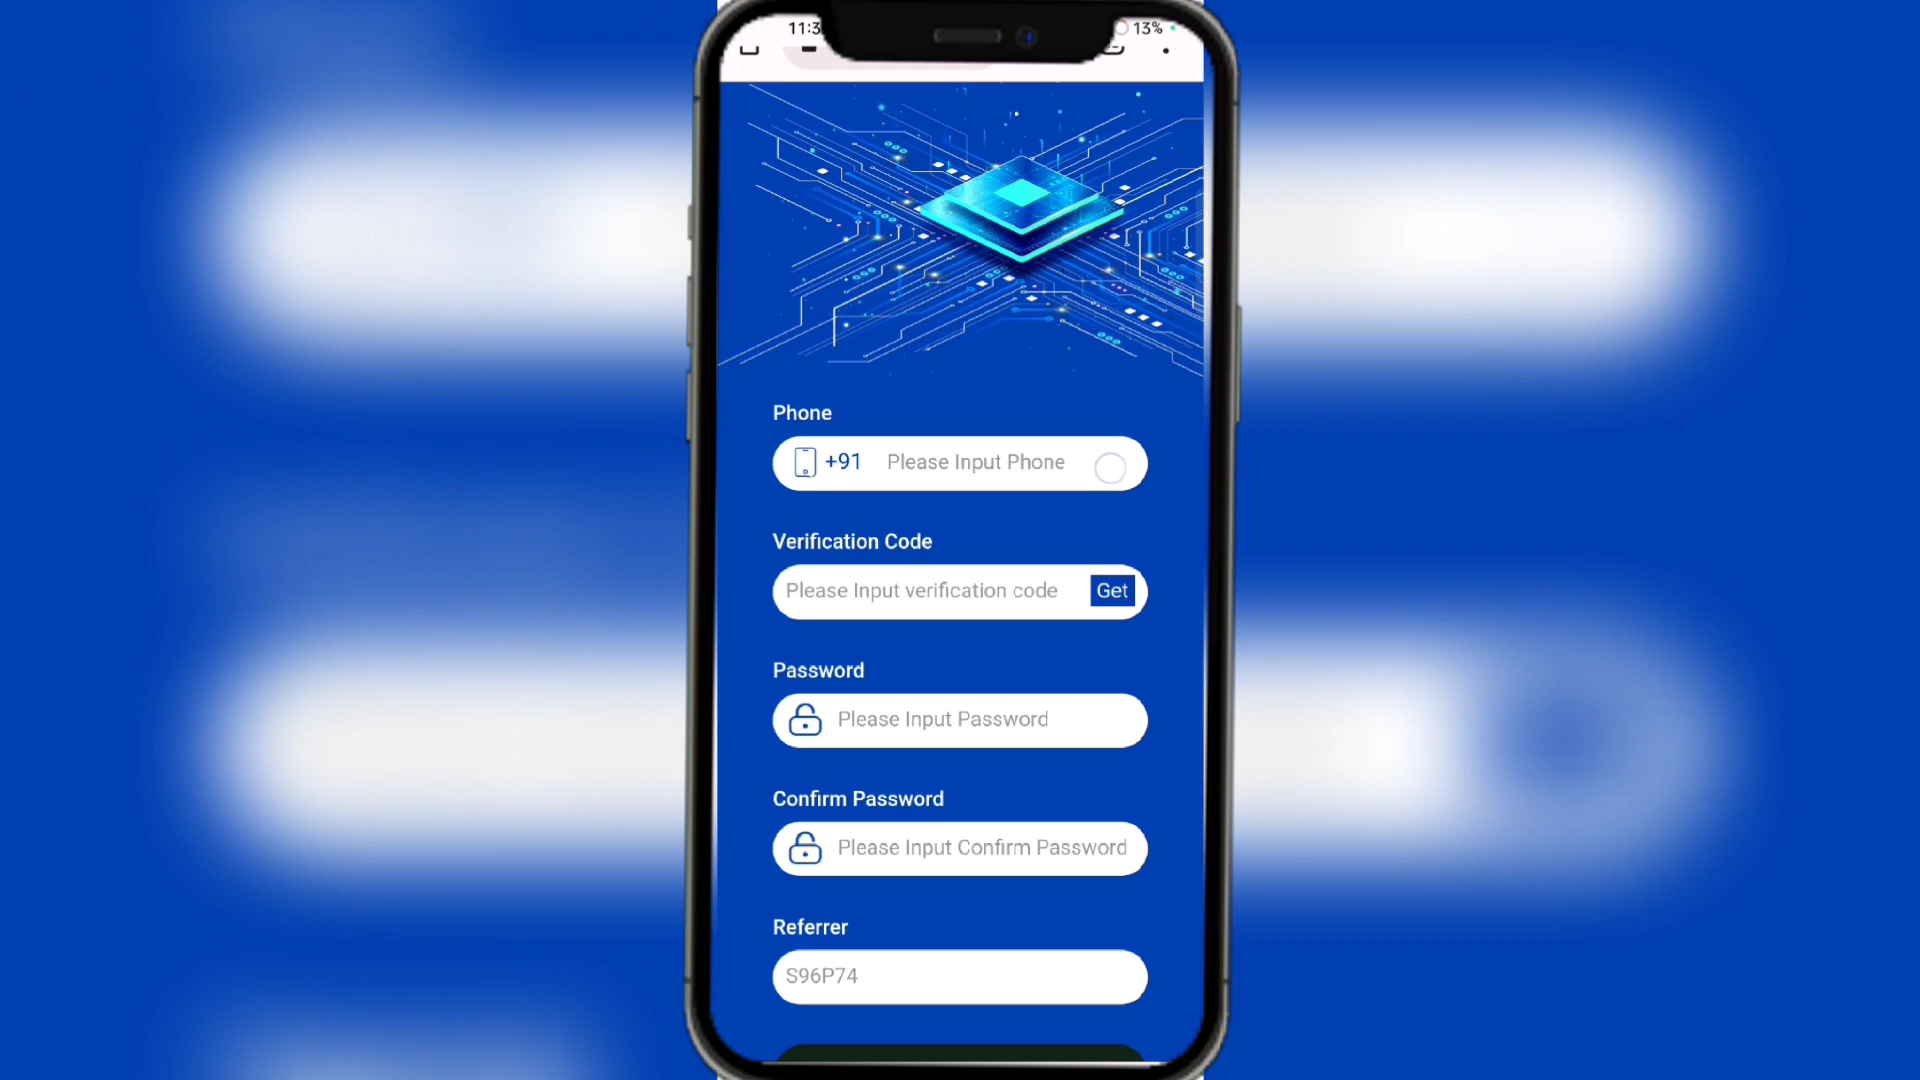 11:3
13%
Phone
+91 Please Input Phone
Verification Code
Please Input verification code Get
Password
Please Input Password
Confirm Password
Please Input Confirm Password
Referrer
S96P74